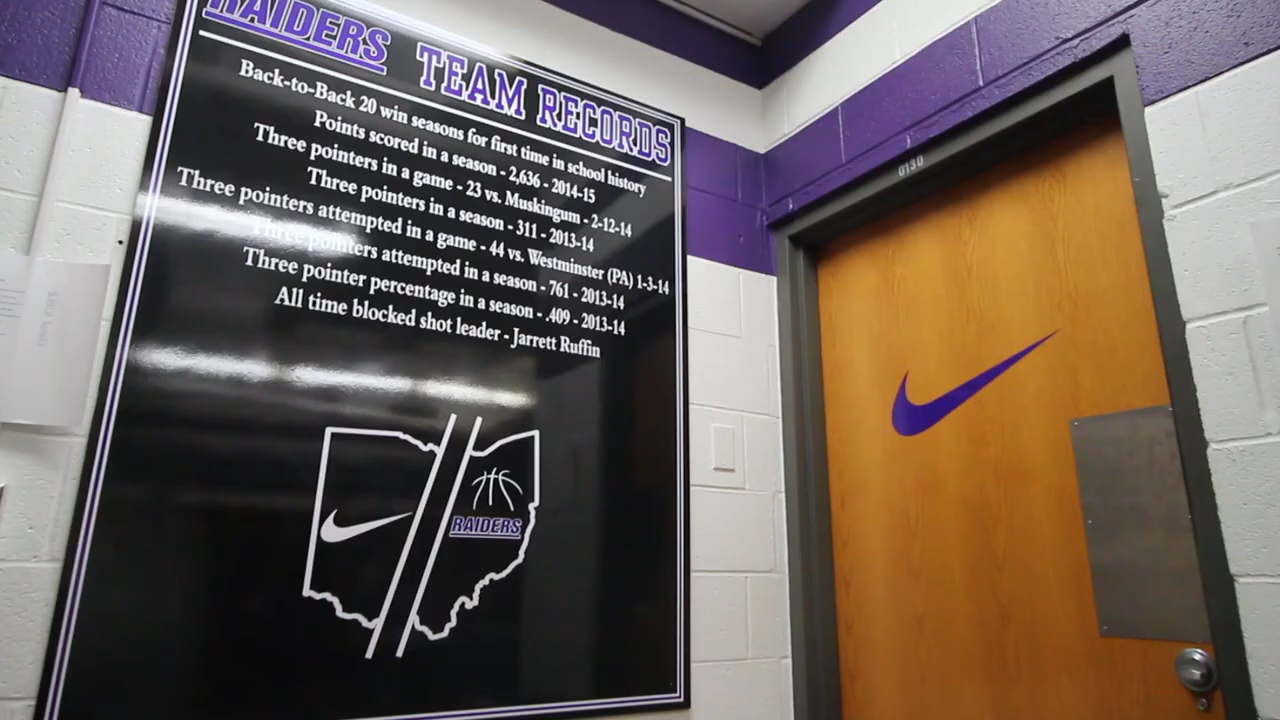 RAIDERS TEAM RECORDS
Back-to-Back 20 win seasons for first time in school history
Points scored in a season - 2,636 - 2014-15
Three pointers in a game - 23 vs. Muskingum - 2-12-14
Three pointers in a season - 311 - 2013-14
Three pointers attempted in a game - 44 vs. Westminster (PA) 1-3-14
Three pointers attempted in a season - 761 - 2013-14
Three pointer percentage in a season - .409 - 2013-14
All time blocked shot leader - Jarrett Ruffin
RAIDERS
0130